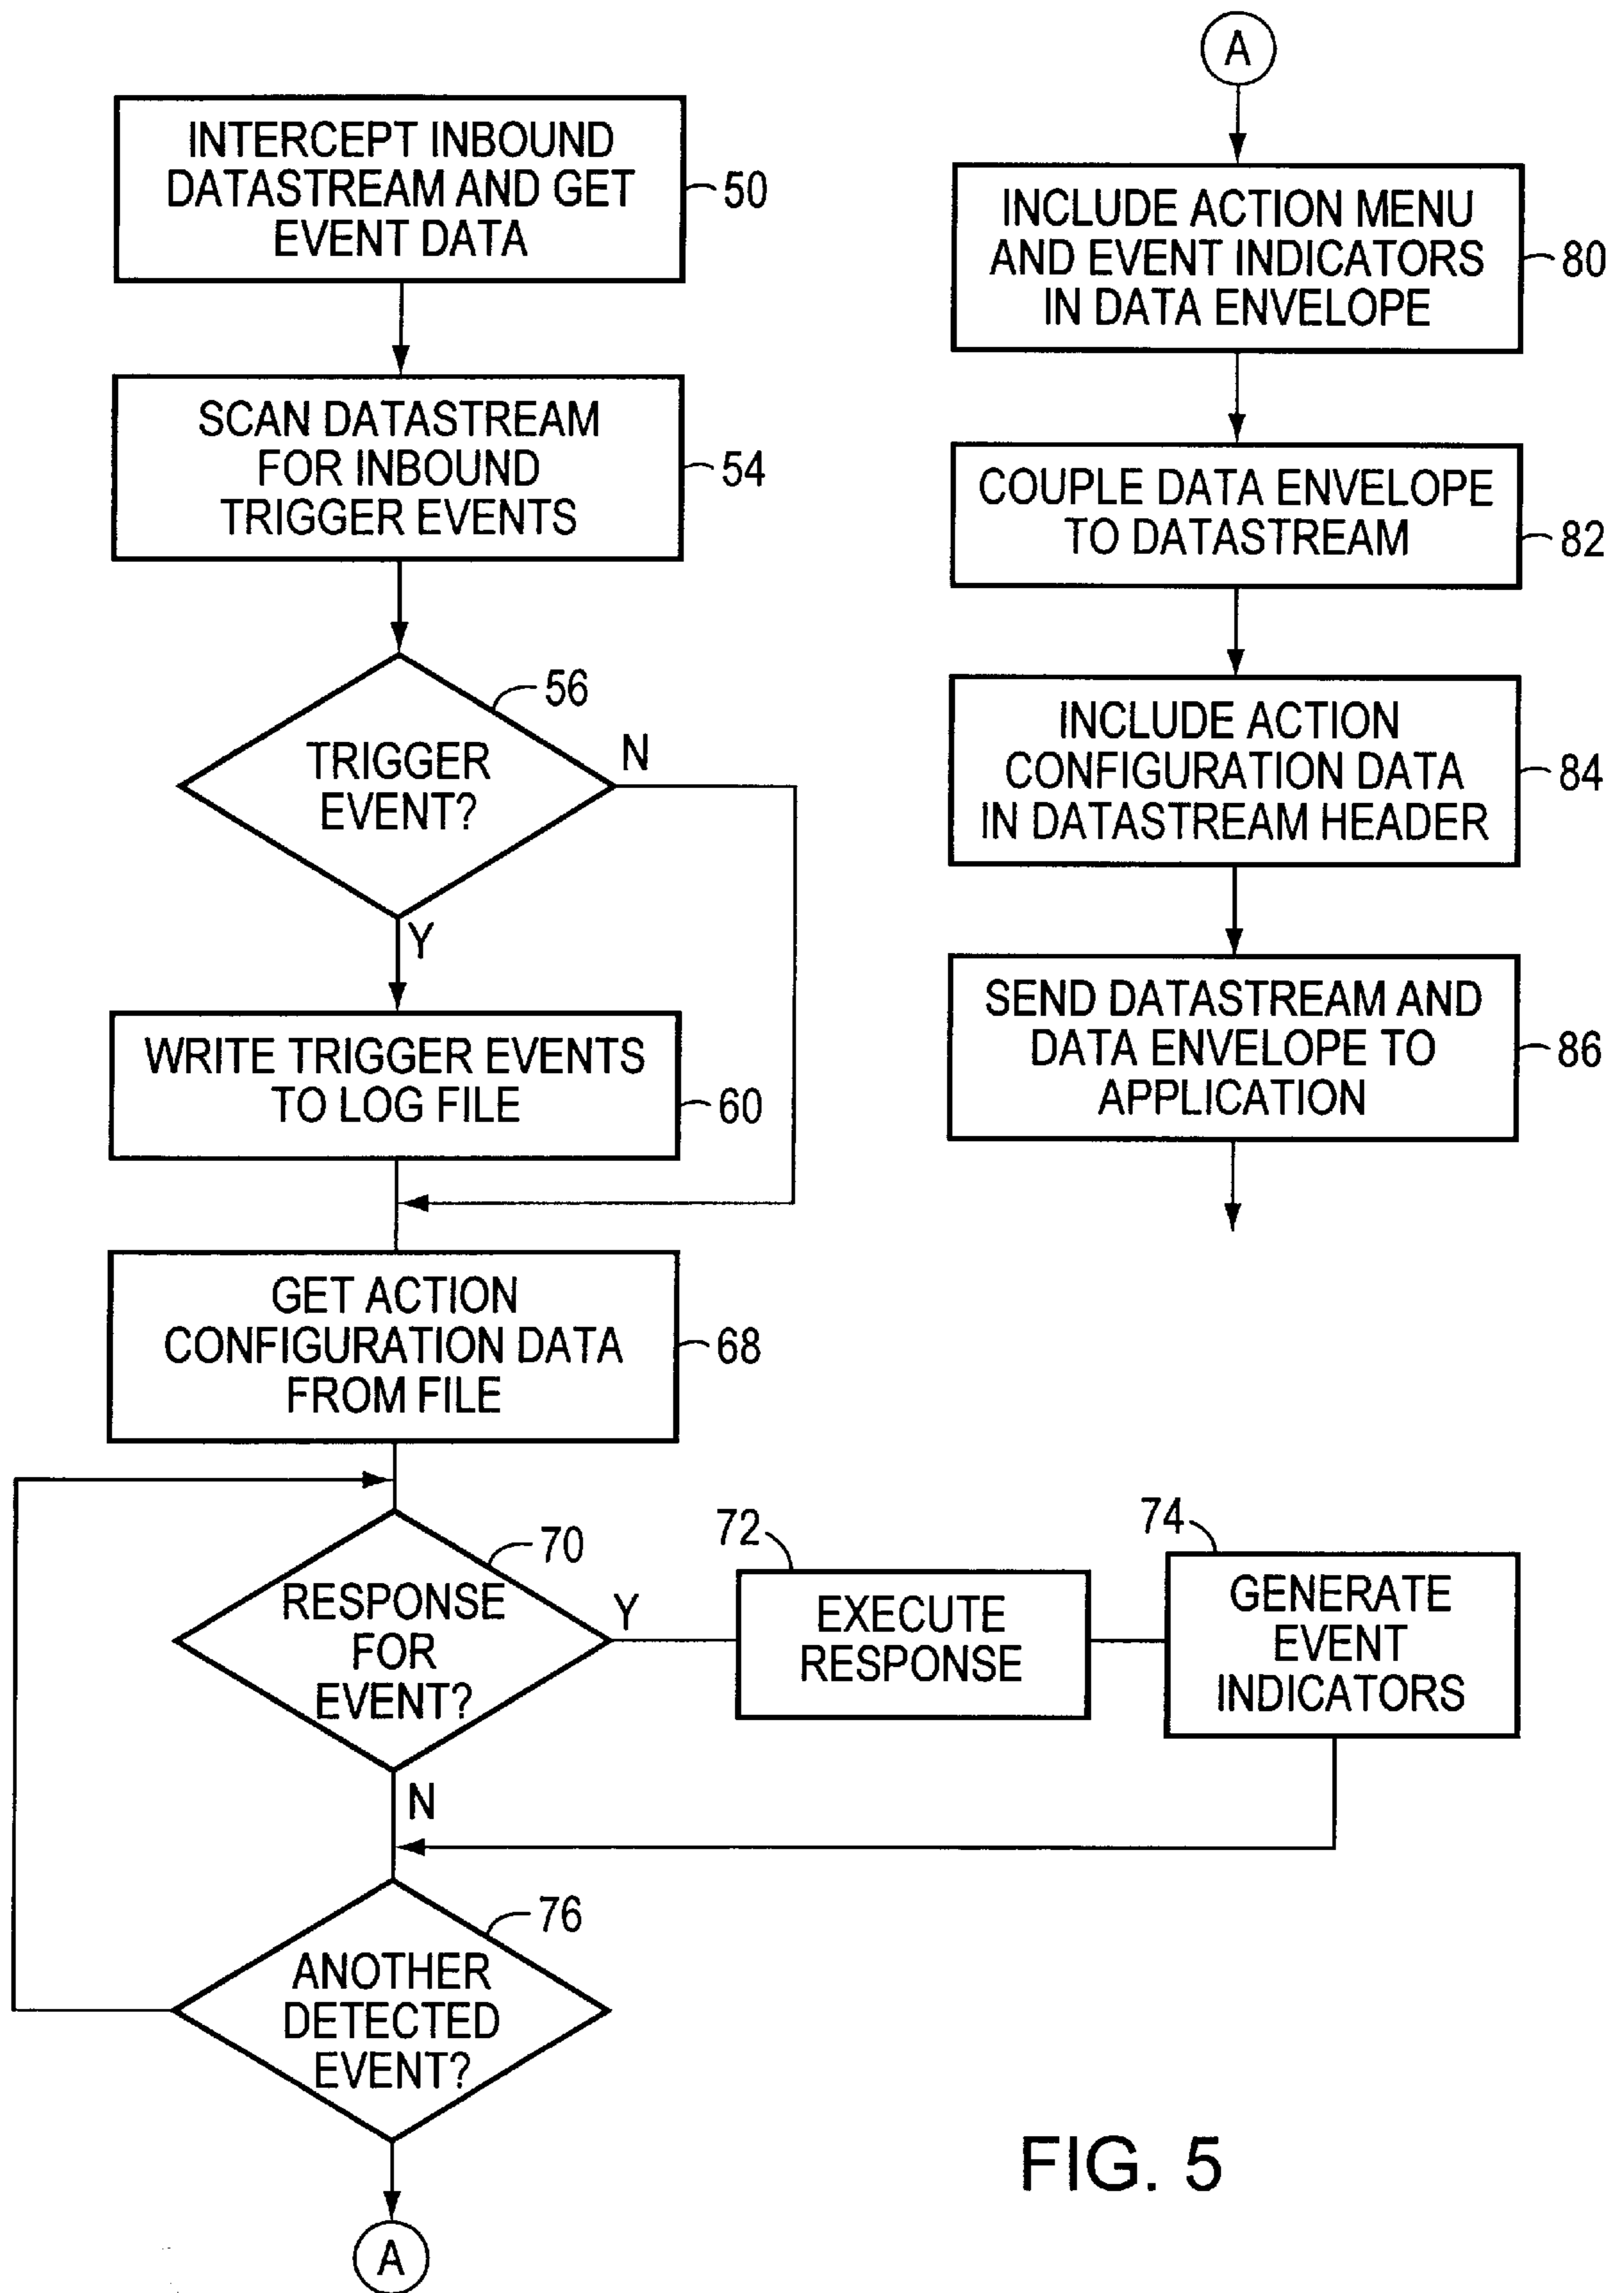 INTERCEPT INBOUND
DATASTREAM AND GET
EVENT DATA
50
SCAN DATASTREAM
FOR INBOUND
TRIGGER EVENTS
54
56
TRIGGER
EVENT?
N
Y
WRITE TRIGGER EVENTS
TO LOG FILE
60
GET ACTION
CONFIGURATION DATA
FROM FILE
68
70
RESPONSE
FOR
EVENT?
Y
N
72
EXECUTE
RESPONSE
74
GENERATE
EVENT
INDICATORS
76
ANOTHER
DETECTED
EVENT?
A
A
INCLUDE ACTION MENU
AND EVENT INDICATORS
IN DATA ENVELOPE
80
COUPLE DATA ENVELOPE
TO DATASTREAM
82
INCLUDE ACTION
CONFIGURATION DATA
IN DATASTREAM HEADER
84
SEND DATASTREAM AND
DATA ENVELOPE TO
APPLICATION
86
FIG. 5